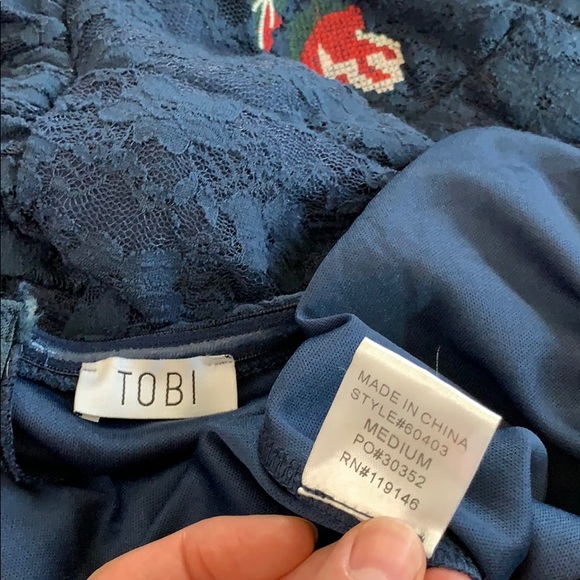 TOBI
MADE IN CHINA
STYLE#60403
MEDIUM
PO#30352
RN#119146